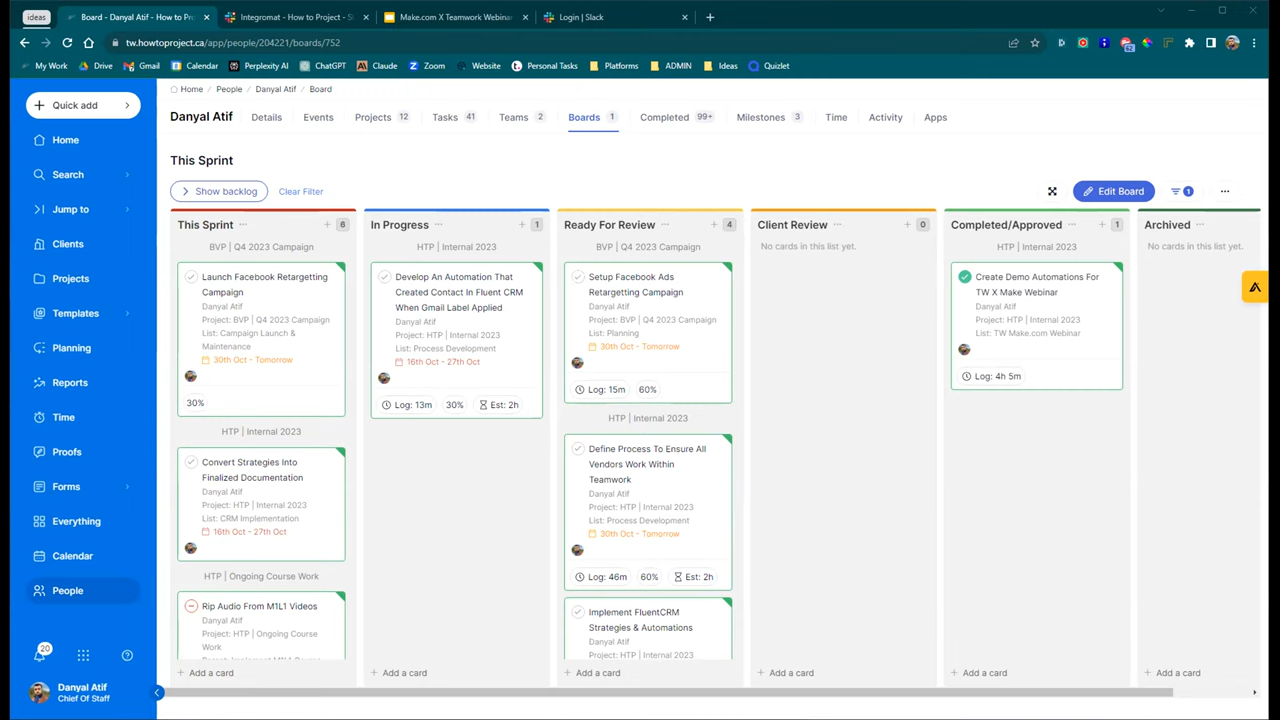 ideas
Board - Danyal Atif - How to Pr
Integromat - How to Project - S
Make.com X Teamwork Webinar
Login | Slack
tw.howtoproject.ca/app/people/204221/boards/752
My Work
Drive
Gmail
Calendar
Perplexity AI
ChatGPT
Claude
Zoom
Website
Personal Tasks
Platforms
ADMIN
Ideas
Quizlet
Quick add
Home
Search
Jump to
Clients
Projects
Templates
Planning
Reports
Time
Proofs
Forms
Everything
Calendar
People
20
Danyal Atif
Chief Of Staff
Home / People / Danyal Atif / Board
Danyal Atif
Details
Events
Projects 12
Tasks 41
Teams 2
Boards 1
Completed 99+
Milestones 3
Time
Activity
Apps
This Sprint
Show backlog
Clear Filter
Edit Board
1
This Sprint ... + 6
BVP | Q4 2023 Campaign
Launch Facebook Retargetting
Campaign
Danyal Atif
Project: BVP | Q4 2023 Campaign
List: Campaign Launch &
Maintenance
30th Oct - Tomorrow
30%
HTP | Internal 2023
Convert Strategies Into
Finalized Documentation
Danyal Atif
Project: HTP | Internal 2023
List: CRM Implementation
16th Oct - 27th Oct
HTP | Ongoing Course Work
Rip Audio From M1L1 Videos
Danyal Atif
Project: HTP | Ongoing Course
Work
+ Add a card
In Progress ... + 1
HTP | Internal 2023
Develop An Automation That
Created Contact In Fluent CRM
When Gmail Label Applied
Danyal Atif
Project: HTP | Internal 2023
List: Process Development
16th Oct - 27th Oct
Log: 13m
30%
Est: 2h
+ Add a card
Ready For Review ... + 4
BVP | Q4 2023 Campaign
Setup Facebook Ads
Retargetting Campaign
Danyal Atif
Project: BVP | Q4 2023 Campaign
List: Planning
30th Oct - Tomorrow
Log: 15m
60%
HTP | Internal 2023
Define Process To Ensure All
Vendors Work Within
Teamwork
Danyal Atif
Project: HTP | Internal 2023
List: Process Development
30th Oct - Tomorrow
Log: 46m
60%
Est: 2h
Implement FluentCRM
Strategies & Automations
Danyal Atif
Project: HTP | Internal 2023
+ Add a card
Client Review ... + 0
No cards in this list yet.
+ Add a card
Completed/Approved ... + 1
HTP | Internal 2023
Create Demo Automations For
TW X Make Webinar
Danyal Atif
Project: HTP | Internal 2023
List: TW Make.com Webinar
Log: 4h 5m
+ Add a card
Archived ...
No cards in this list yet.
+ Add a card